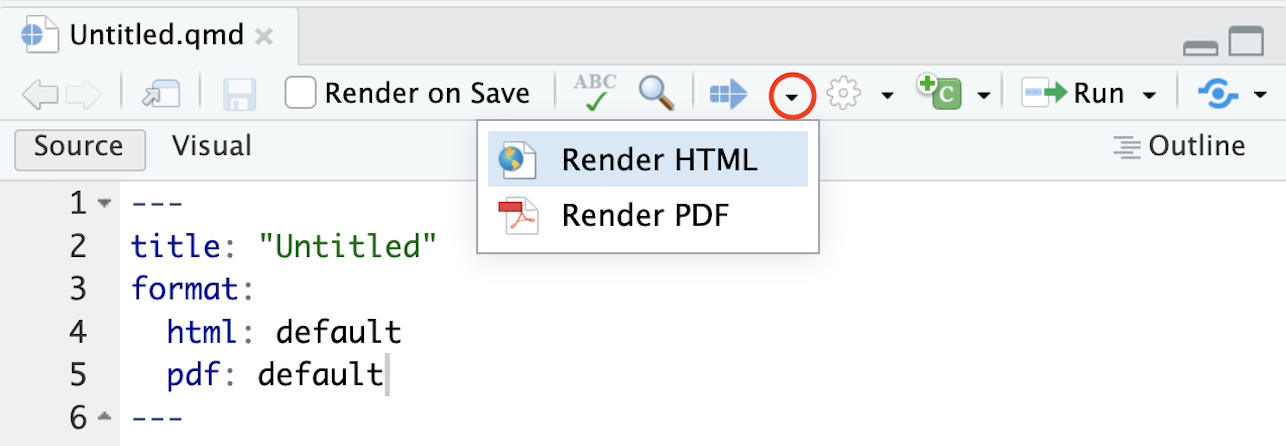 Untitled.qmd
Render on Save
ABC
C
Run
Source
Visual
Outline
Render HTML
Render PDF
1 ---
2 title: "Untitled"
3 format:
4   html: default
5   pdf: default
6 ---